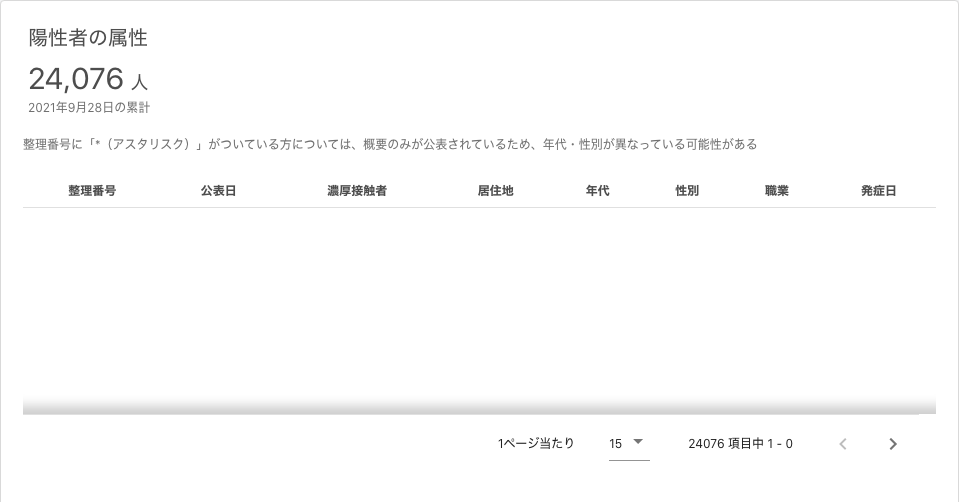 陽性者の属性
24,076 人
2021年9月28日の累計
整理番号に「*（アスタリスク）」がついている方については、概要のみが公表されているため、年代・性別が異なっている可能性がある
整理番号 公表日 濃厚接触者 居住地 年代 性別 職業 発症日
1ページ当たり 15 24076 項目中 1 - 0